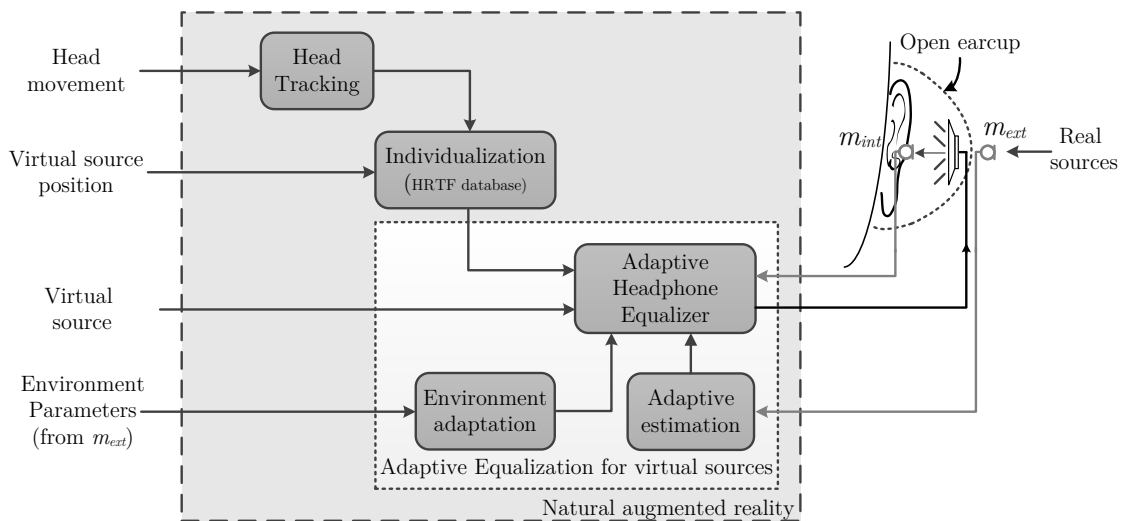 Head
movement
Head
Tracking
Open earcup
Virtual source
position
Individualization
(HRTF database)
m_int
m_ext
Real
sources
Virtual
source
Adaptive
Headphone
Equalizer
Environment
Parameters
(from m_ext)
Environment
adaptation
Adaptive
estimation
Adaptive Equalization for virtual sources
Natural augmented reality